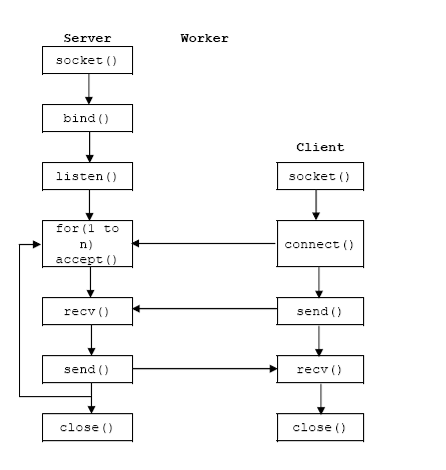 Server
Worker
socket()
bind()
listen()
for(1 to
n)
accept()
recv()
send()
close()
Client
socket()
connect()
send()
recv()
close()